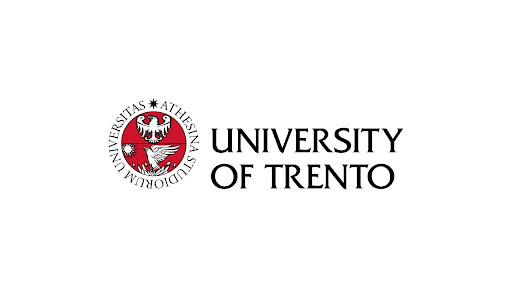 ATHESINA STUDIORUM UNIVERSITAS
UNIVERSITY
OF TRENTO